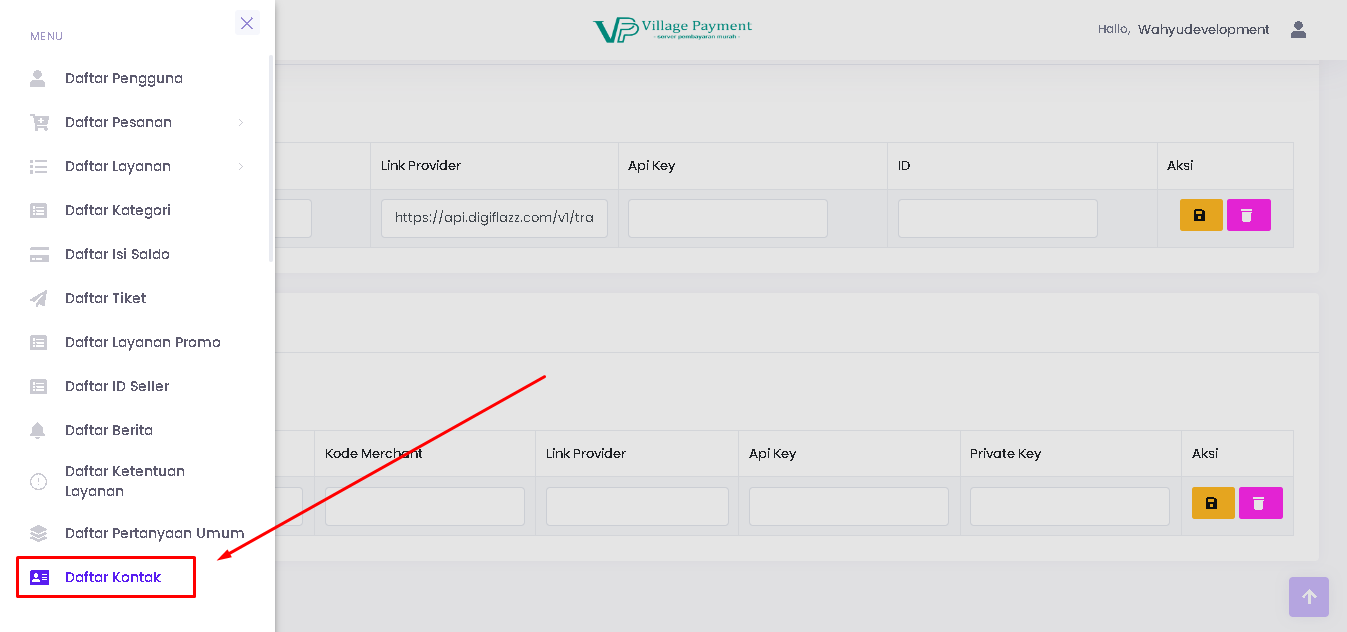 MENU
Daftar Pengguna
Daftar Pesanan
Daftar Layanan
Daftar Kategori
Daftar Isi Saldo
Daftar Tiket
Daftar Layanan Promo
Daftar ID Seller
Daftar Berita
Daftar Ketentuan
Layanan
Daftar Pertanyaan Umum
Daftar Kontak
VP Village Payment
- server pembayaran murah -
Hallo, Wahyudevelopment
Link Provider Api Key ID Aksi
https://api.digiflazz.com/v1/tra
Kode Merchant Link Provider Api Key Private Key Aksi